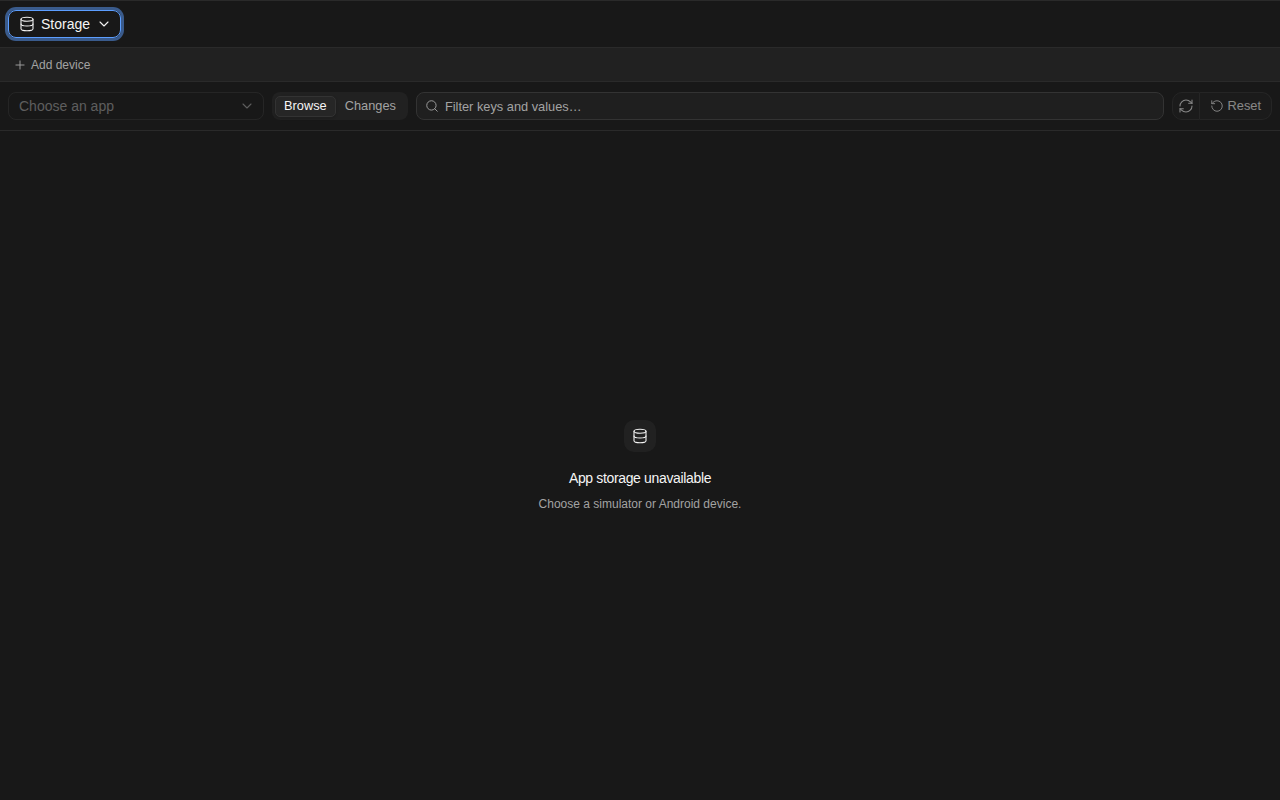 Storage
Add device
Choose an app
Browse
Changes
Filter keys and values…
Reset
App storage unavailable
Choose a simulator or Android device.